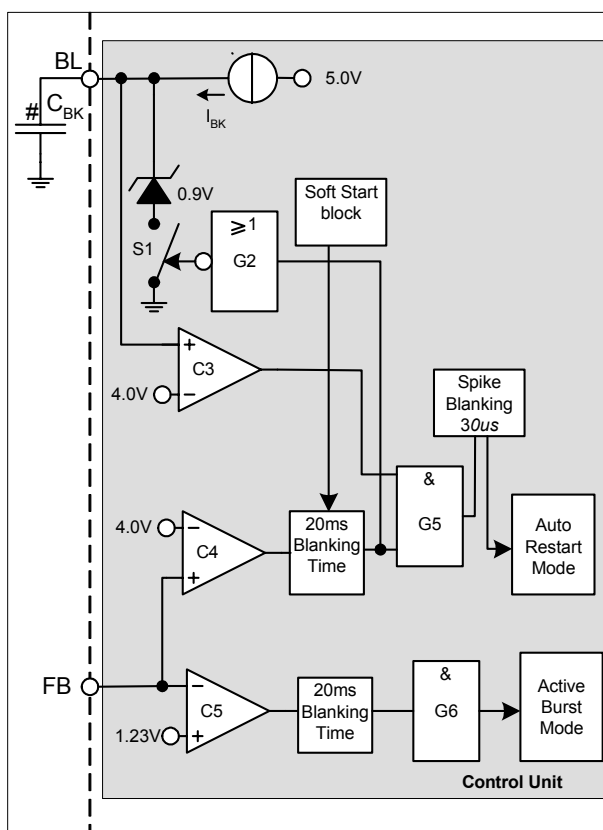 BL
5.0V
#
C_BK
I_BK
0.9V
Soft Start
block
S1
≥1
G2
+
C3
4.0V
−
Spike
Blanking
30us
&
G5
4.0V
−
C4
+
20ms
Blanking
Time
Auto
Restart
Mode
FB
−
C5
1.23V
+
20ms
Blanking
Time
&
G6
Active
Burst
Mode
Control Unit